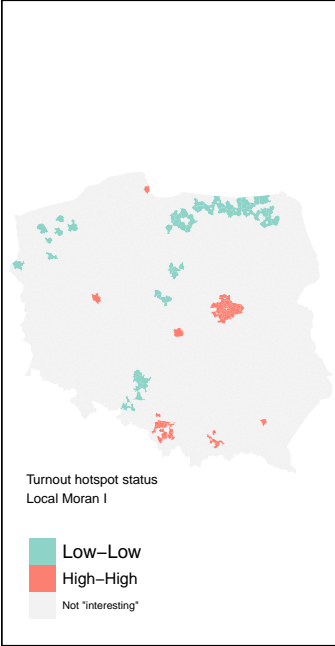 Turnout hotspot status
Local Moran I
Low−Low
High−High
Not "interesting"